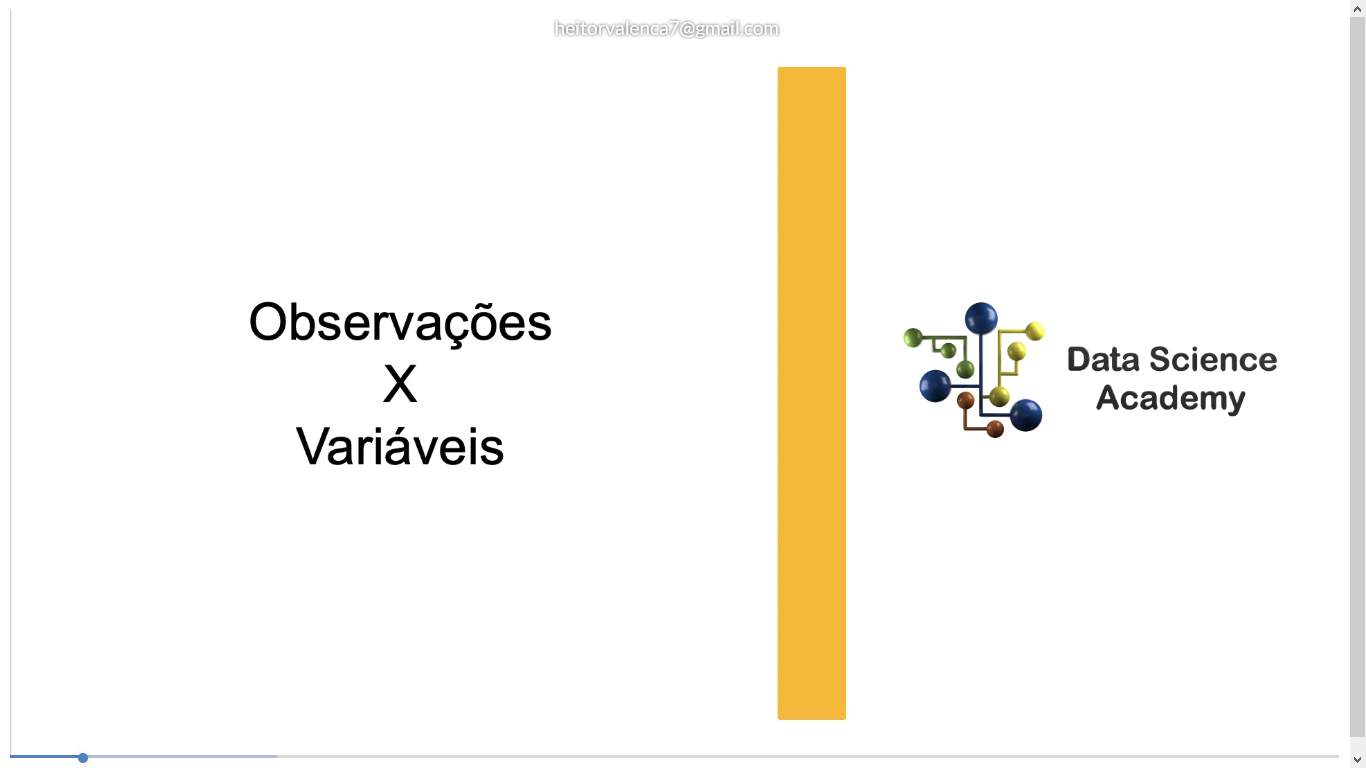 heitorvalenca7@gmail.com
Observações
X
Variáveis
Data Science
Academy